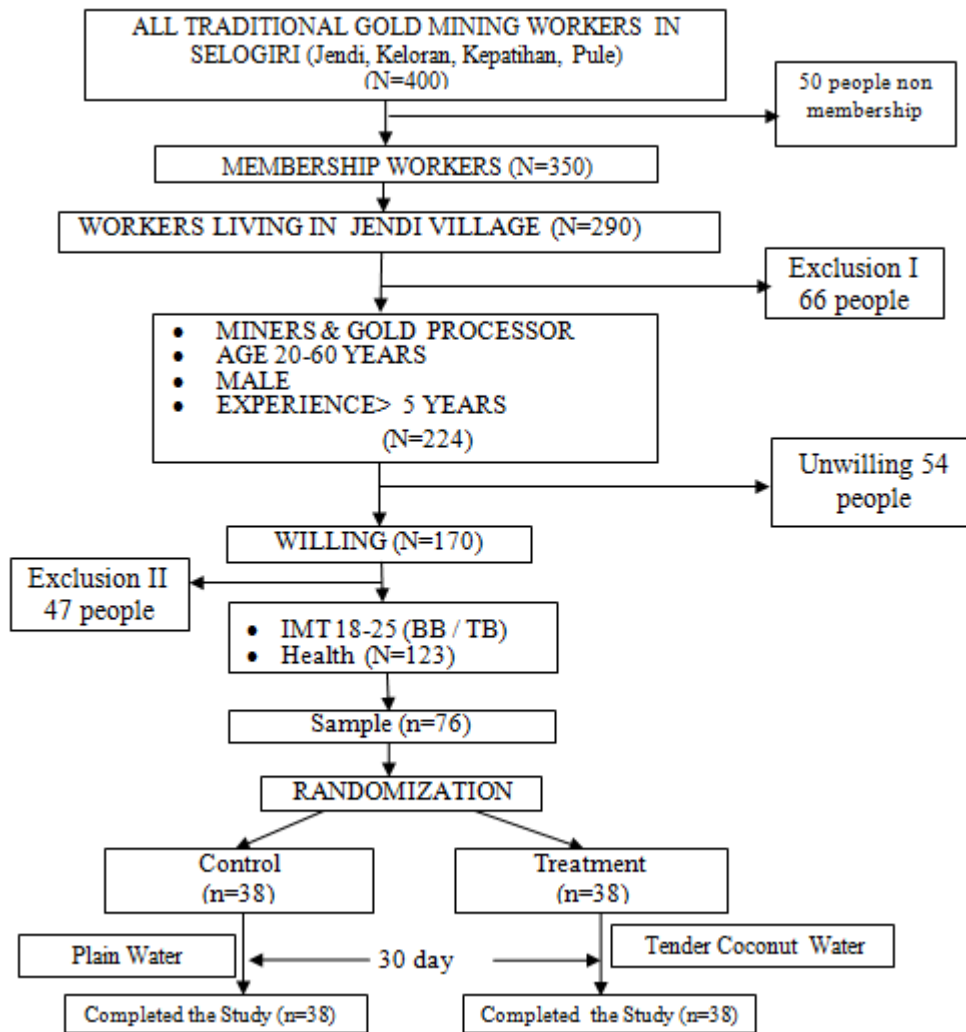 ALL TRADITIONAL GOLD MINING WORKERS IN
SELOGIRI (Jendi, Keloran, Kepatihan, Pule)
(N=400)
50 people non
membership
MEMBERSHIP WORKERS (N=350)
WORKERS LIVING IN JENDI VILLAGE (N=290)
Exclusion I
66 people
• MINERS & GOLD PROCESSOR
• AGE 20-60 YEARS
• MALE
• EXPERIENCE> 5 YEARS
(N=224)
Unwilling 54
people
WILLING (N=170)
Exclusion II
47 people
• IMT 18-25 (BB / TB)
• Health (N=123)
Sample (n=76)
RANDOMIZATION
Control
(n=38)
Treatment
(n=38)
Plain Water
30 day
Tender Coconut Water
Completed the Study (n=38)
Completed the Study (n=38)